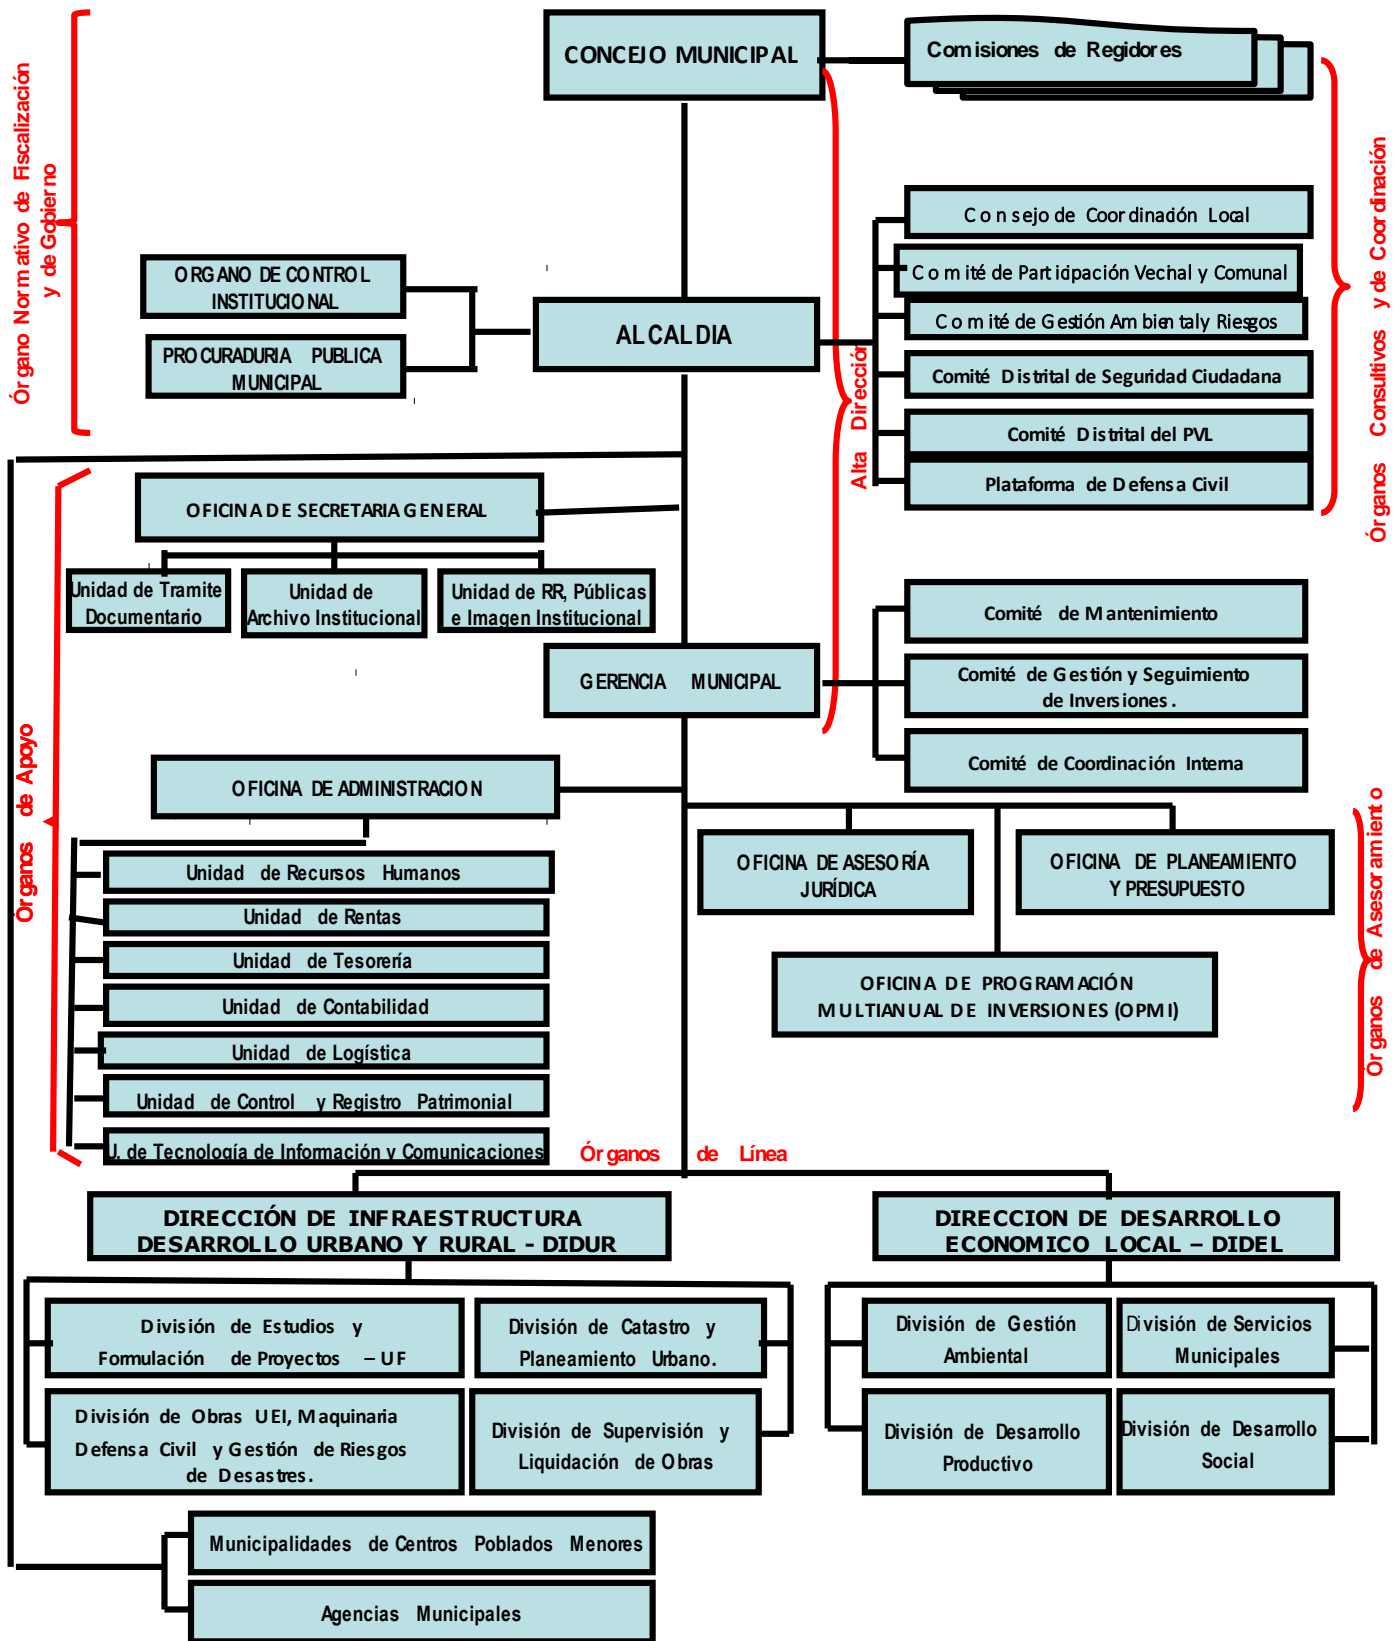 CONCEJO MUNICIPAL
Comisiones de Regidores
Órgano Normativo de Fiscalización
y de Gobierno
Órganos Consultivos y de Coordinación
Consejo de Coordinación Local
Comité de Participación Vechal y Comunal
Comité de Gestión Ambiental y Riesgos
Comité Distrital de Seguridad Ciudadana
Comité Distrital del PVL
Plataforma de Defensa Civil
ORGANO DE CONTROL
INSTITUCIONAL
PROCURADURIA PUBLICA
MUNICIPAL
ALCALDIA
Alta Dirección
OFICINA DE SECRETARIA GENERAL
Unidad de Tramite
Documentario
Unidad de
Archivo Institucional
Unidad de RR, Públicas
e Imagen Institucional
GERENCIA MUNICIPAL
Comité de Mantenimiento
Comité de Gestión y Seguimiento
de Inversiones.
Comité de Coordinación Interna
Órganos de Apoyo
OFICINA DE ADMINISTRACION
Unidad de Recursos Humanos
Unidad de Rentas
Unidad de Tesorería
Unidad de Contabilidad
Unidad de Logística
Unidad de Control y Registro Patrimonial
U. de Tecnología de Información y Comunicaciones
OFICINA DE ASESORÍA
JURÍDICA
OFICINA DE PLANEAMIENTO
Y PRESUPUESTO
OFICINA DE PROGRAMACIÓN
MULTIANUAL DE INVERSIONES (OPMI)
Órganos de Asesoramiento
Órganos de Línea
DIRECCIÓN DE INFRAESTRUCTURA
DESARROLLO URBANO Y RURAL - DIDUR
DIRECCION DE DESARROLLO
ECONOMICO LOCAL – DIDEL
División de Estudios y
Formulación de Proyectos – UF
División de Catastro y
Planeamiento Urbano.
División de Obras UEI, Maquinaria
Defensa Civil y Gestión de Riesgos
de Desastres.
División de Supervisión y
Liquidación de Obras
División de Gestión
Ambiental
División de Servicios
Municipales
División de Desarrollo
Productivo
División de Desarrollo
Social
Municipalidades de Centros Poblados Menores
Agencias Municipales